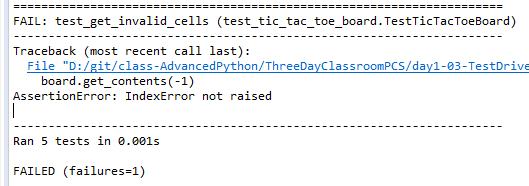 ======================================================================
FAIL: test_get_invalid_cells (test_tic_tac_toe_board.TestTicTacToeBoard)
----------------------------------------------------------------------
Traceback (most recent call last):
File "D:/git/class-AdvancedPython/ThreeDayClassroomPCS/day1-03-TestDrive
board.get_contents(-1)
AssertionError: IndexError not raised
----------------------------------------------------------------------
Ran 5 tests in 0.001s
FAILED (failures=1)